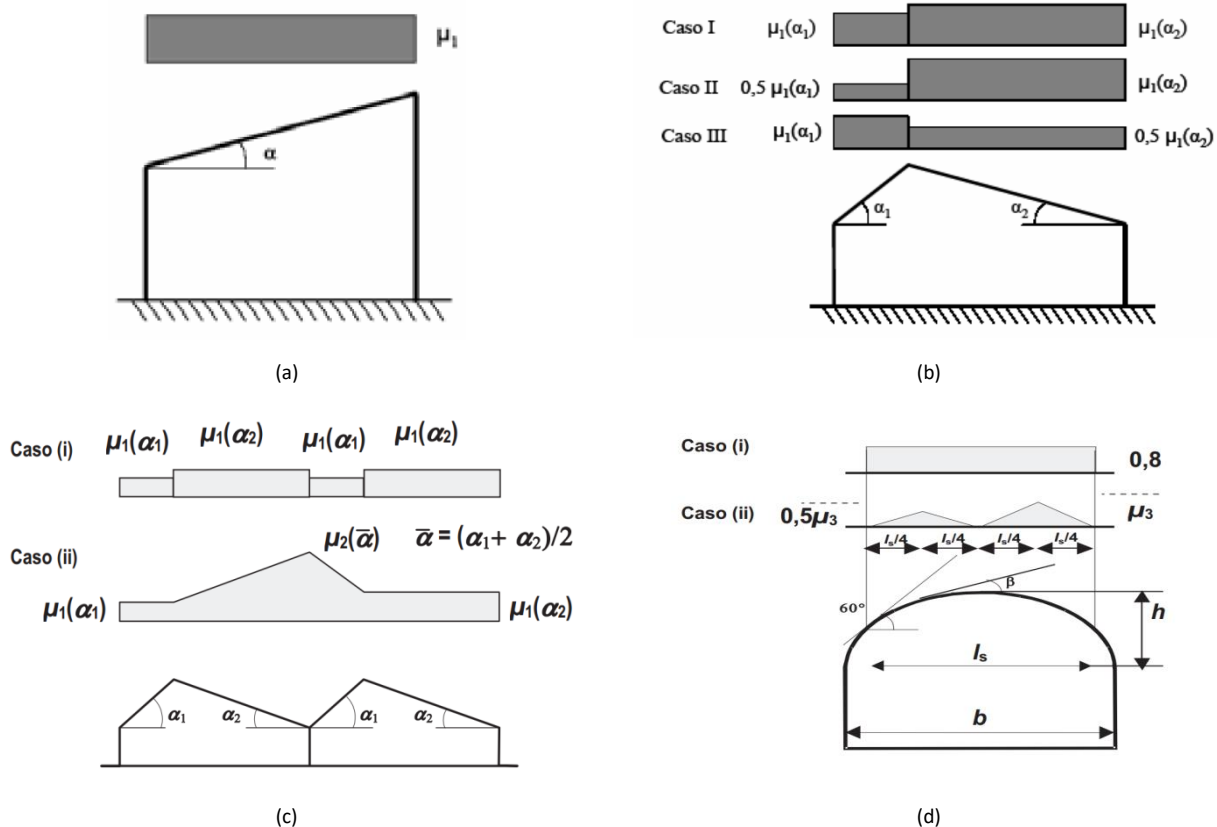 μ₁
α
(a)
Caso I μ₁(α₁) μ₁(α₂)
Caso II 0,5 μ₁(α₁) μ₁(α₂)
Caso III μ₁(α₁) 0,5 μ₁(α₂)
α₁ α₂
(b)
Caso (i) μ₁(α₁) μ₁(α₂) μ₁(α₁) μ₁(α₂)
Caso (ii) μ₂(ᾱ) ᾱ = (α₁+ α₂)/2
μ₁(α₁) μ₁(α₂)
α₁ α₂ α₁ α₂
(c)
Caso (i) 0,8
Caso (ii) 0,5μ₃ μ₃
lₛ/4 lₛ/4 lₛ/4 lₛ/4
β
60°
h
lₛ
b
(d)